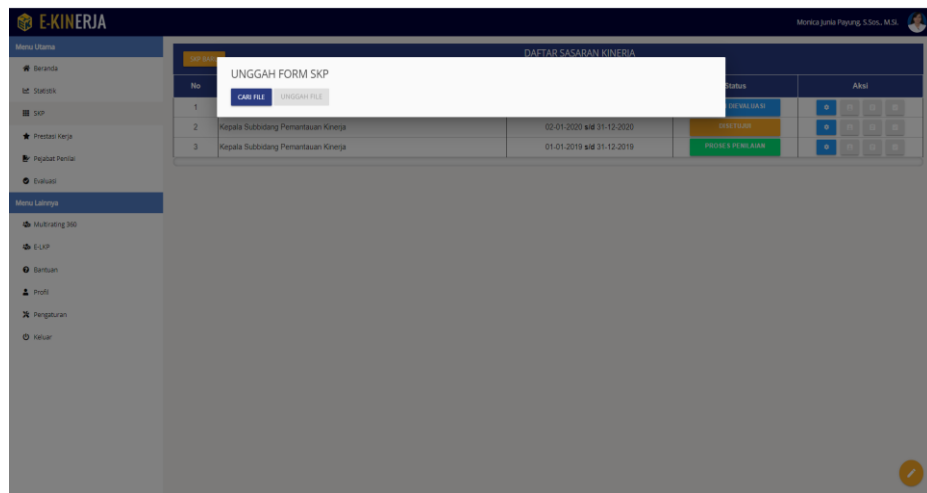 E-KINERJA
Monica Junia Payung, S.Sos., M.Si.
Menu Utama
Beranda
Statistik
SKP
Prestasi Kerja
Pejabat Penilai
Evaluasi
Menu Lainnya
Multirating 360
E-LKP
Bantuan
Profil
Pengaturan
Keluar
DAFTAR SASARAN KINERJA
UNGGAH FORM SKP
CARI FILE UNGGAH FILE
No Status Aksi
1 DIEVALUASI
2 Kepala Subbidang Pemantauan Kinerja 02-01-2020 s/d 31-12-2020 DISETUJUI
3 Kepala Subbidang Pemantauan Kinerja 01-01-2019 s/d 31-12-2019 PROSES PENILAIAN